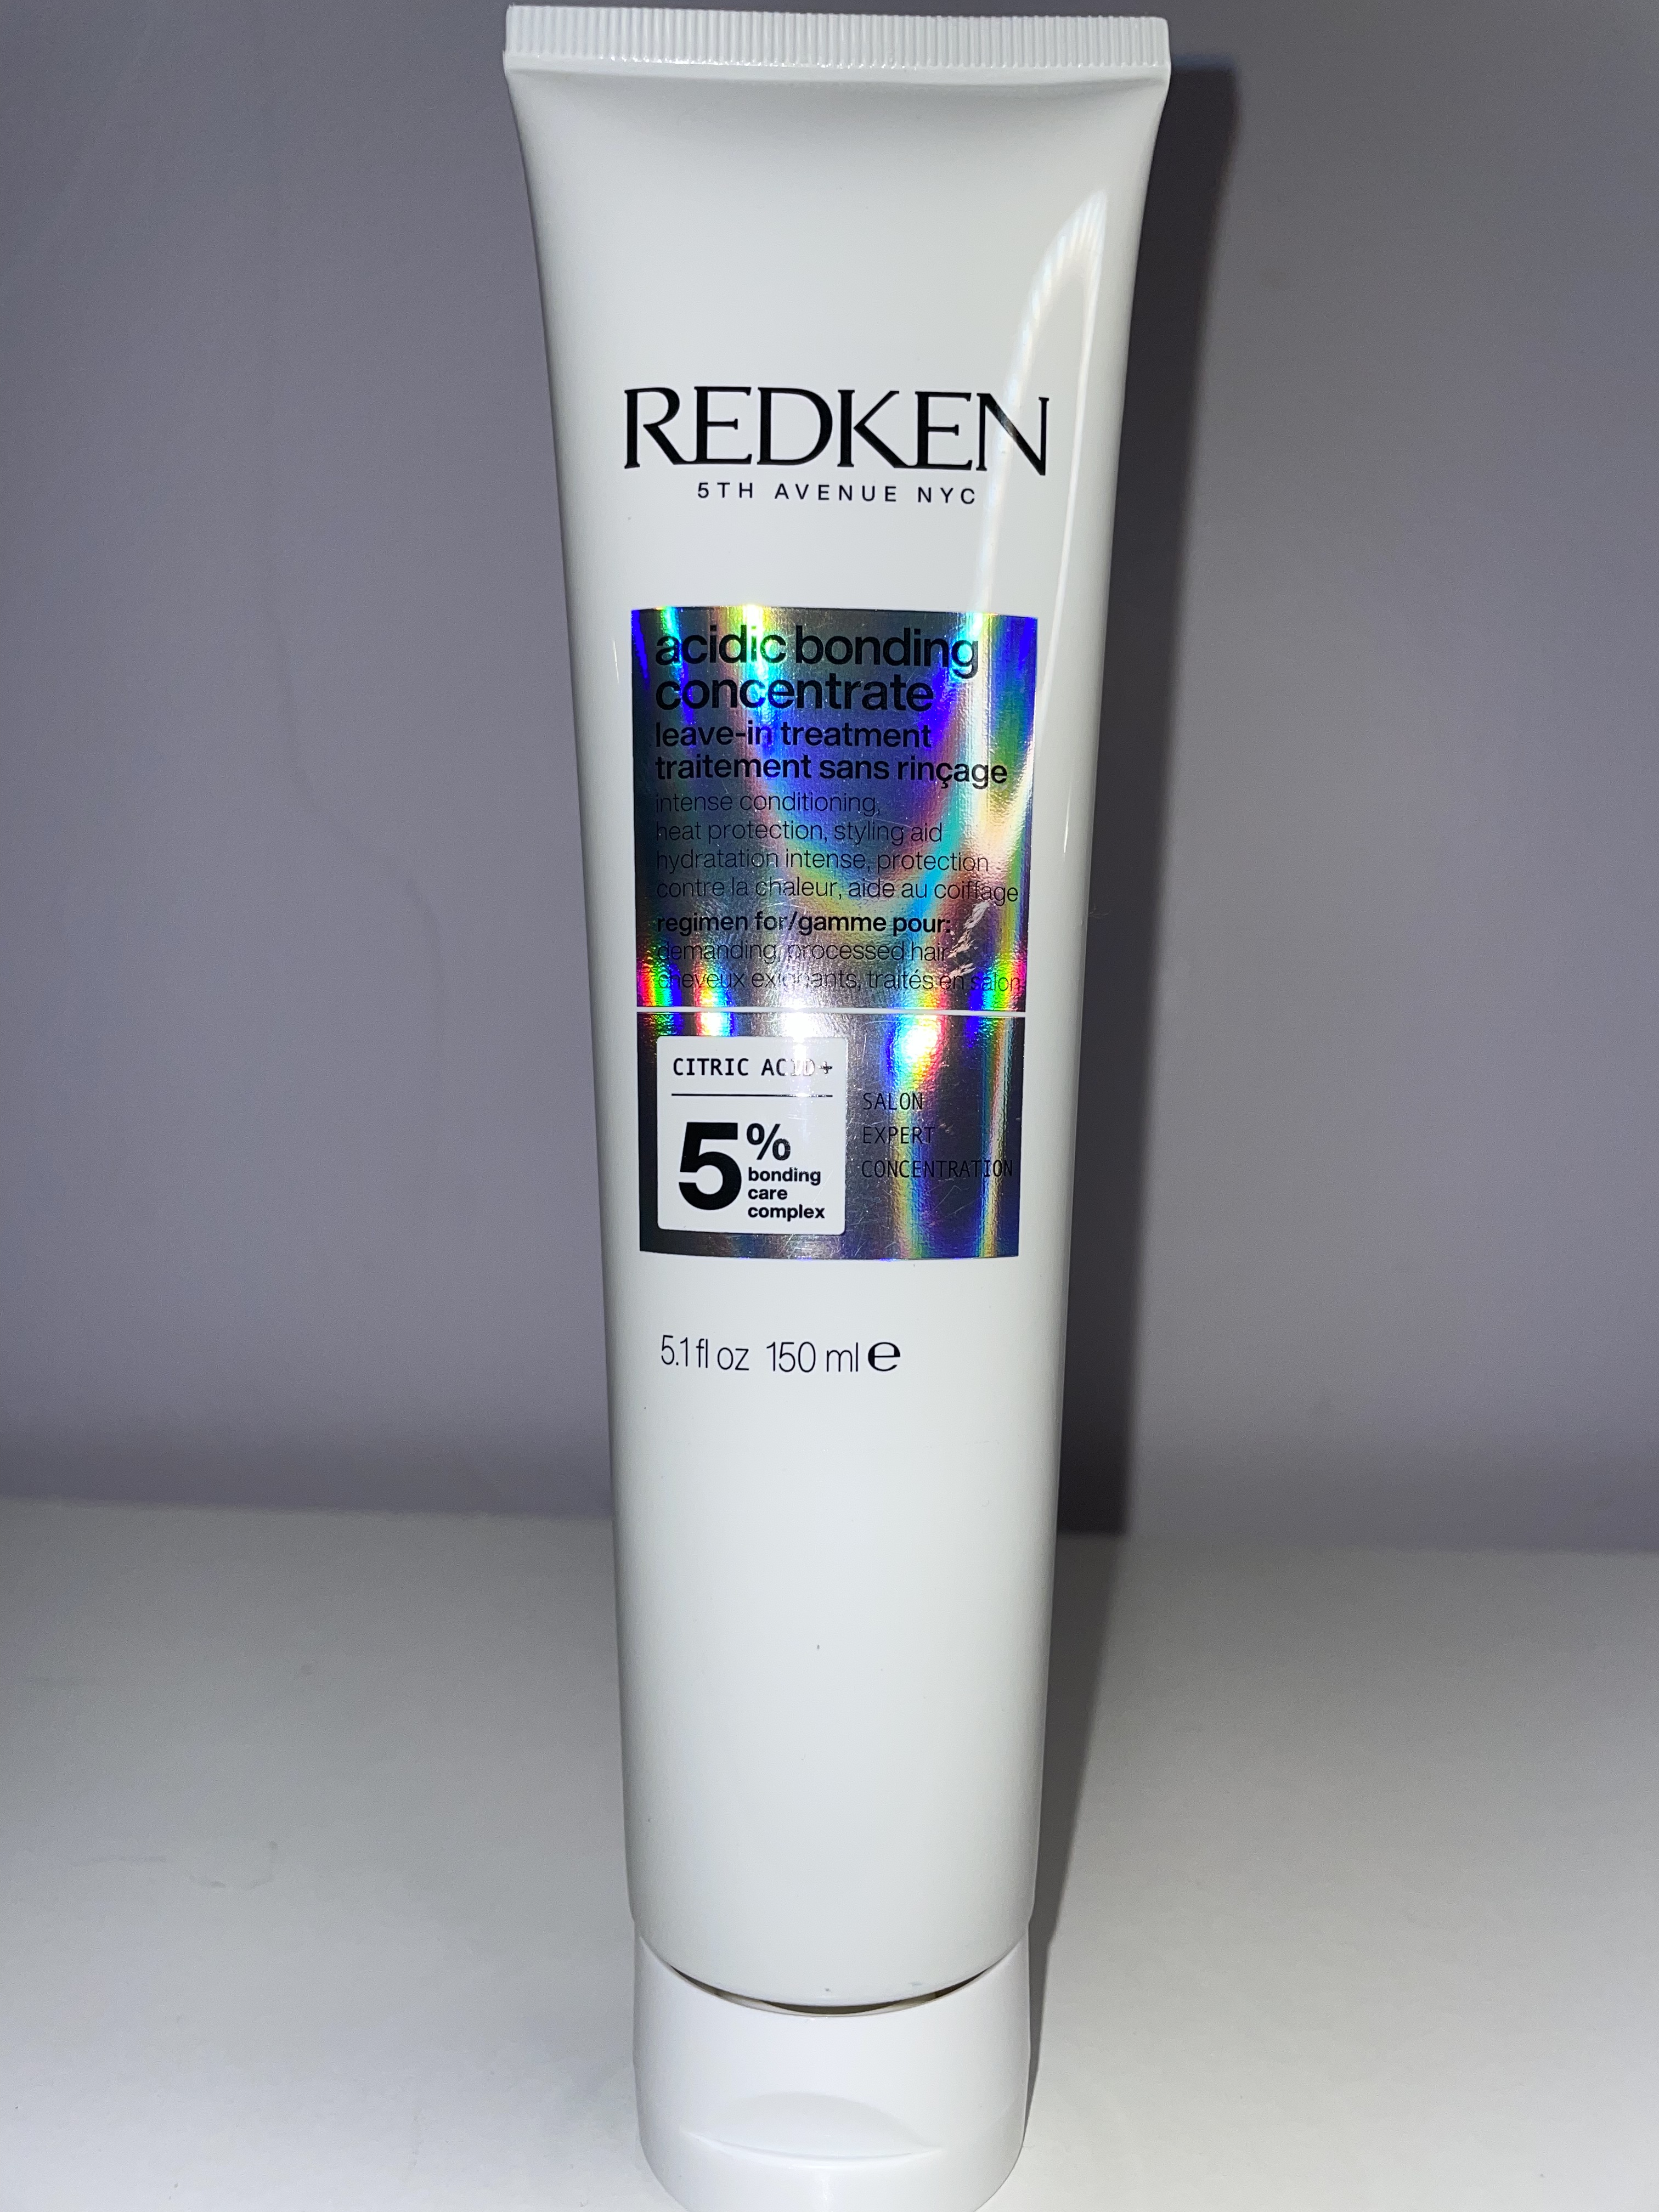 REDKEN
5TH AVENUE NYC
acidic bonding
concentrate
leave-in treatment
traitement sans rinçage
intense conditioning,
heat protection, styling aid
hydratation intense, protection
contre la chaleur, aide au coiffage
regimen for/gamme pour:
demanding, processed hair
cheveux exigeants, traités en salon
CITRIC ACID+
5%
bonding
care
complex
SALON
EXPERT
CONCENTRATION
5.1 fl oz 150 ml ℮